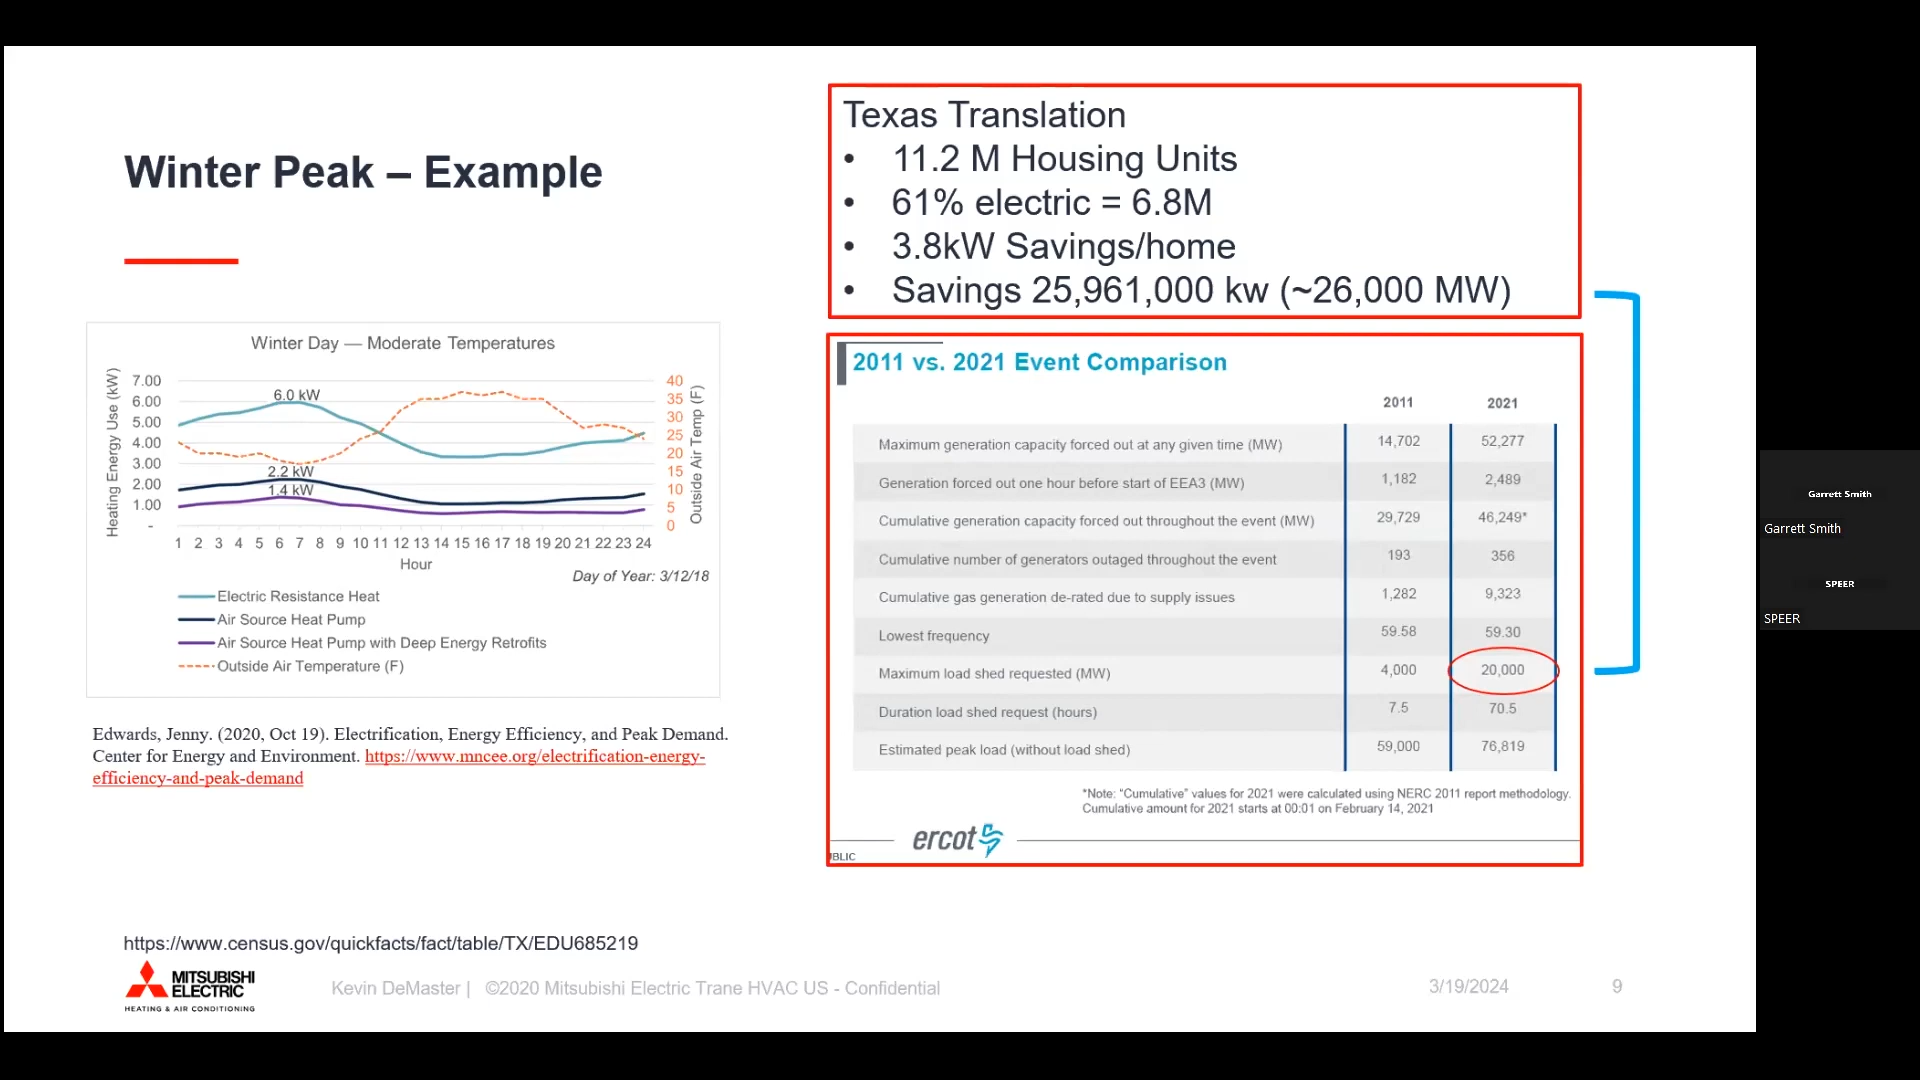 Winter Peak – Example
Texas Translation
• 11.2 M Housing Units
• 61% electric = 6.8M
• 3.8kW Savings/home
• Savings 25,961,000 kw (~26,000 MW)
Winter Day — Moderate Temperatures
Heating Energy Use (kW)
7.00
6.00
5.00
4.00
3.00
2.00
1.00
-
6.0 kW
2.2 kW
1.4 kW
40
35
30
25
20
15
10
5
0
Outside Air Temp (F)
1 2 3 4 5 6 7 8 9 10 11 12 13 14 15 16 17 18 19 20 21 22 23 24
Hour
Day of Year: 3/12/18
Electric Resistance Heat
Air Source Heat Pump
Air Source Heat Pump with Deep Energy Retrofits
Outside Air Temperature (F)
Edwards, Jenny. (2020, Oct 19). Electrification, Energy Efficiency, and Peak Demand.
Center for Energy and Environment. https://www.mncee.org/electrification-energy-
efficiency-and-peak-demand
2011 vs. 2021 Event Comparison
2011 2021
Maximum generation capacity forced out at any given time (MW) 14,702 52,277
Generation forced out one hour before start of EEA3 (MW) 1,182 2,489
Cumulative generation capacity forced out throughout the event (MW) 29,729 46,249*
Cumulative number of generators outaged throughout the event 193 356
Cumulative gas generation de-rated due to supply issues 1,282 9,323
Lowest frequency 59.58 59.30
Maximum load shed requested (MW) 4,000 20,000
Duration load shed request (hours) 7.5 70.5
Estimated peak load (without load shed) 59,000 76,819
*Note: "Cumulative" values for 2021 were calculated using NERC 2011 report methodology.
Cumulative amount for 2021 starts at 00:01 on February 14, 2021
ercot
UBLIC
https://www.census.gov/quickfacts/fact/table/TX/EDU685219
MITSUBISHI
ELECTRIC
HEATING & AIR CONDITIONING
Kevin DeMaster | ©2020 Mitsubishi Electric Trane HVAC US - Confidential
3/19/2024
9
Garrett Smith
Garrett Smith
SPEER
SPEER